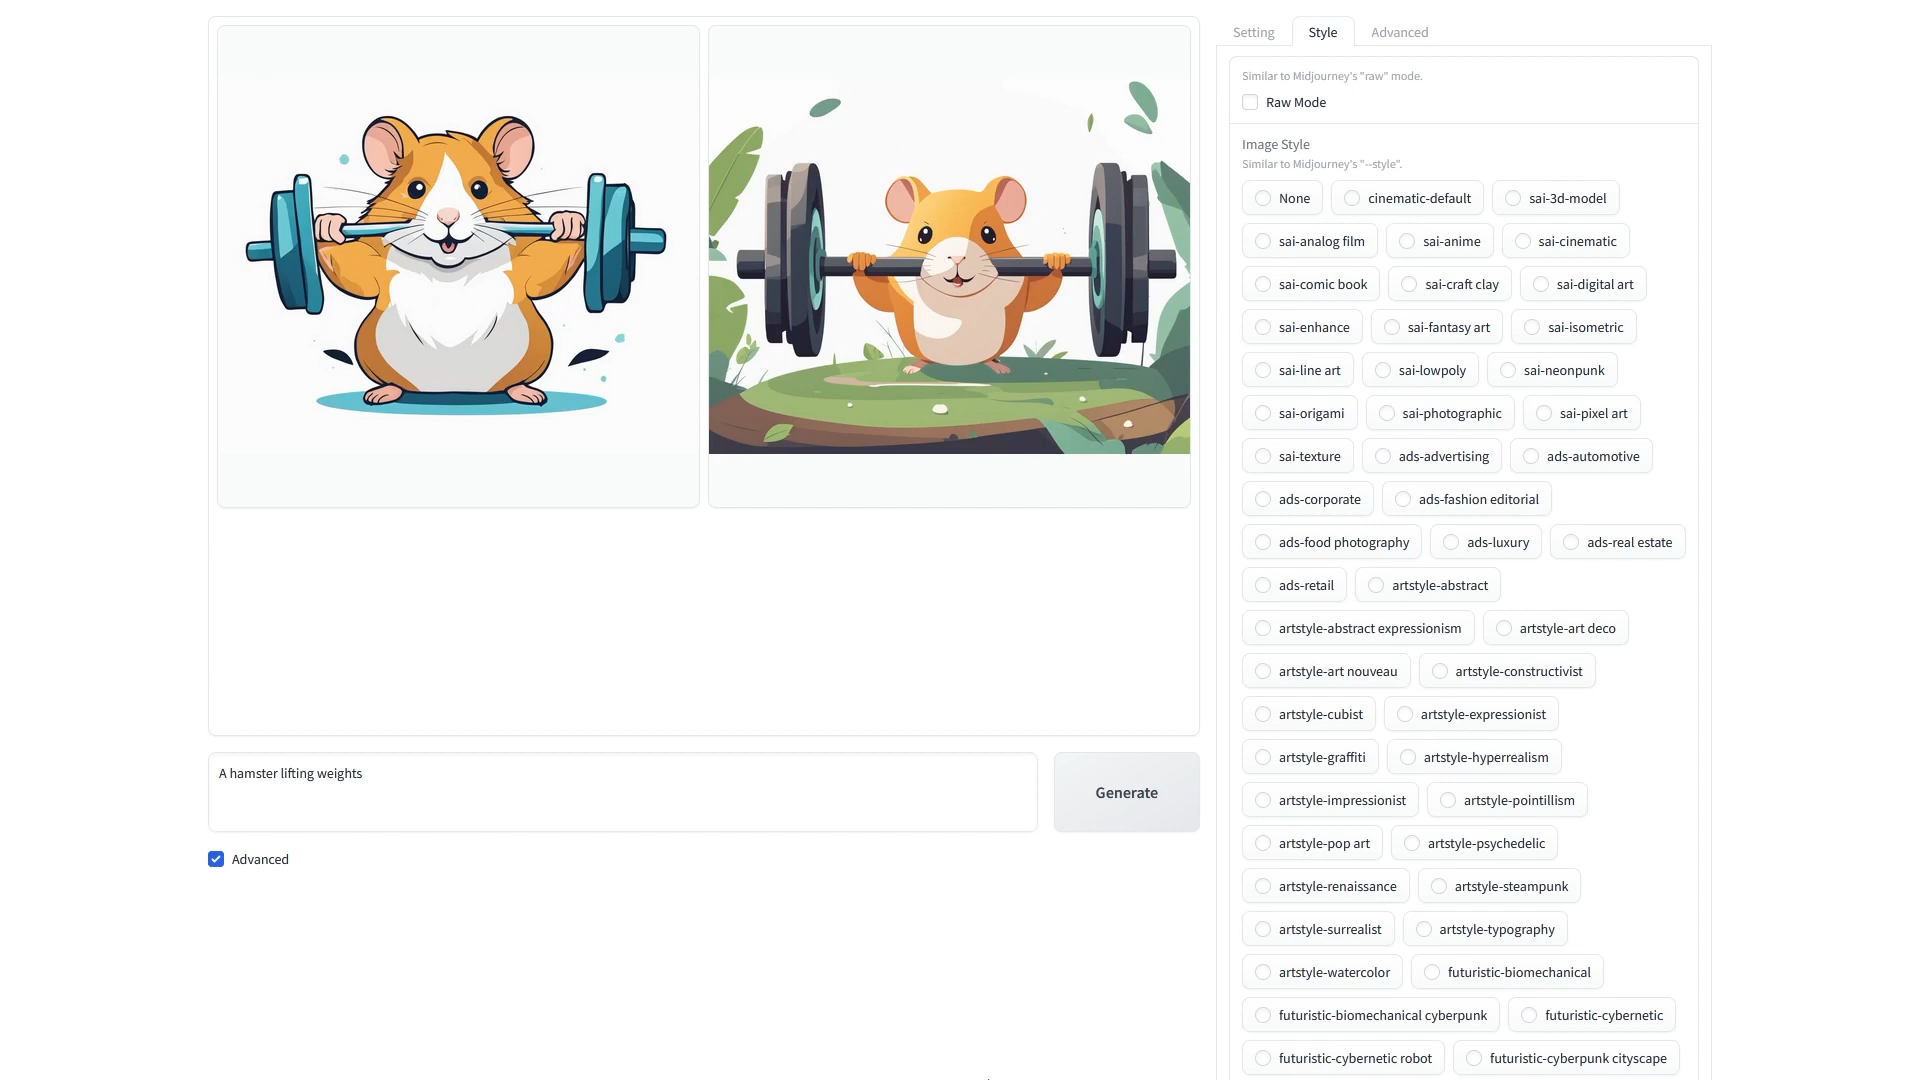 Setting Style Advanced
Similar to Midjourney's "raw" mode.
Raw Mode
Image Style
Similar to Midjourney's "--style".
None cinematic-default sai-3d-model
sai-analog film sai-anime sai-cinematic
sai-comic book sai-craft clay sai-digital art
sai-enhance sai-fantasy art sai-isometric
sai-line art sai-lowpoly sai-neonpunk
sai-origami sai-photographic sai-pixel art
sai-texture ads-advertising ads-automotive
ads-corporate ads-fashion editorial
ads-food photography ads-luxury ads-real estate
ads-retail artstyle-abstract
artstyle-abstract expressionism artstyle-art deco
artstyle-art nouveau artstyle-constructivist
artstyle-cubist artstyle-expressionist
artstyle-graffiti artstyle-hyperrealism
artstyle-impressionist artstyle-pointillism
artstyle-pop art artstyle-psychedelic
artstyle-renaissance artstyle-steampunk
artstyle-surrealist artstyle-typography
artstyle-watercolor futuristic-biomechanical
futuristic-biomechanical cyberpunk futuristic-cybernetic
futuristic-cybernetic robot futuristic-cyberpunk cityscape
A hamster lifting weights
Generate
Advanced